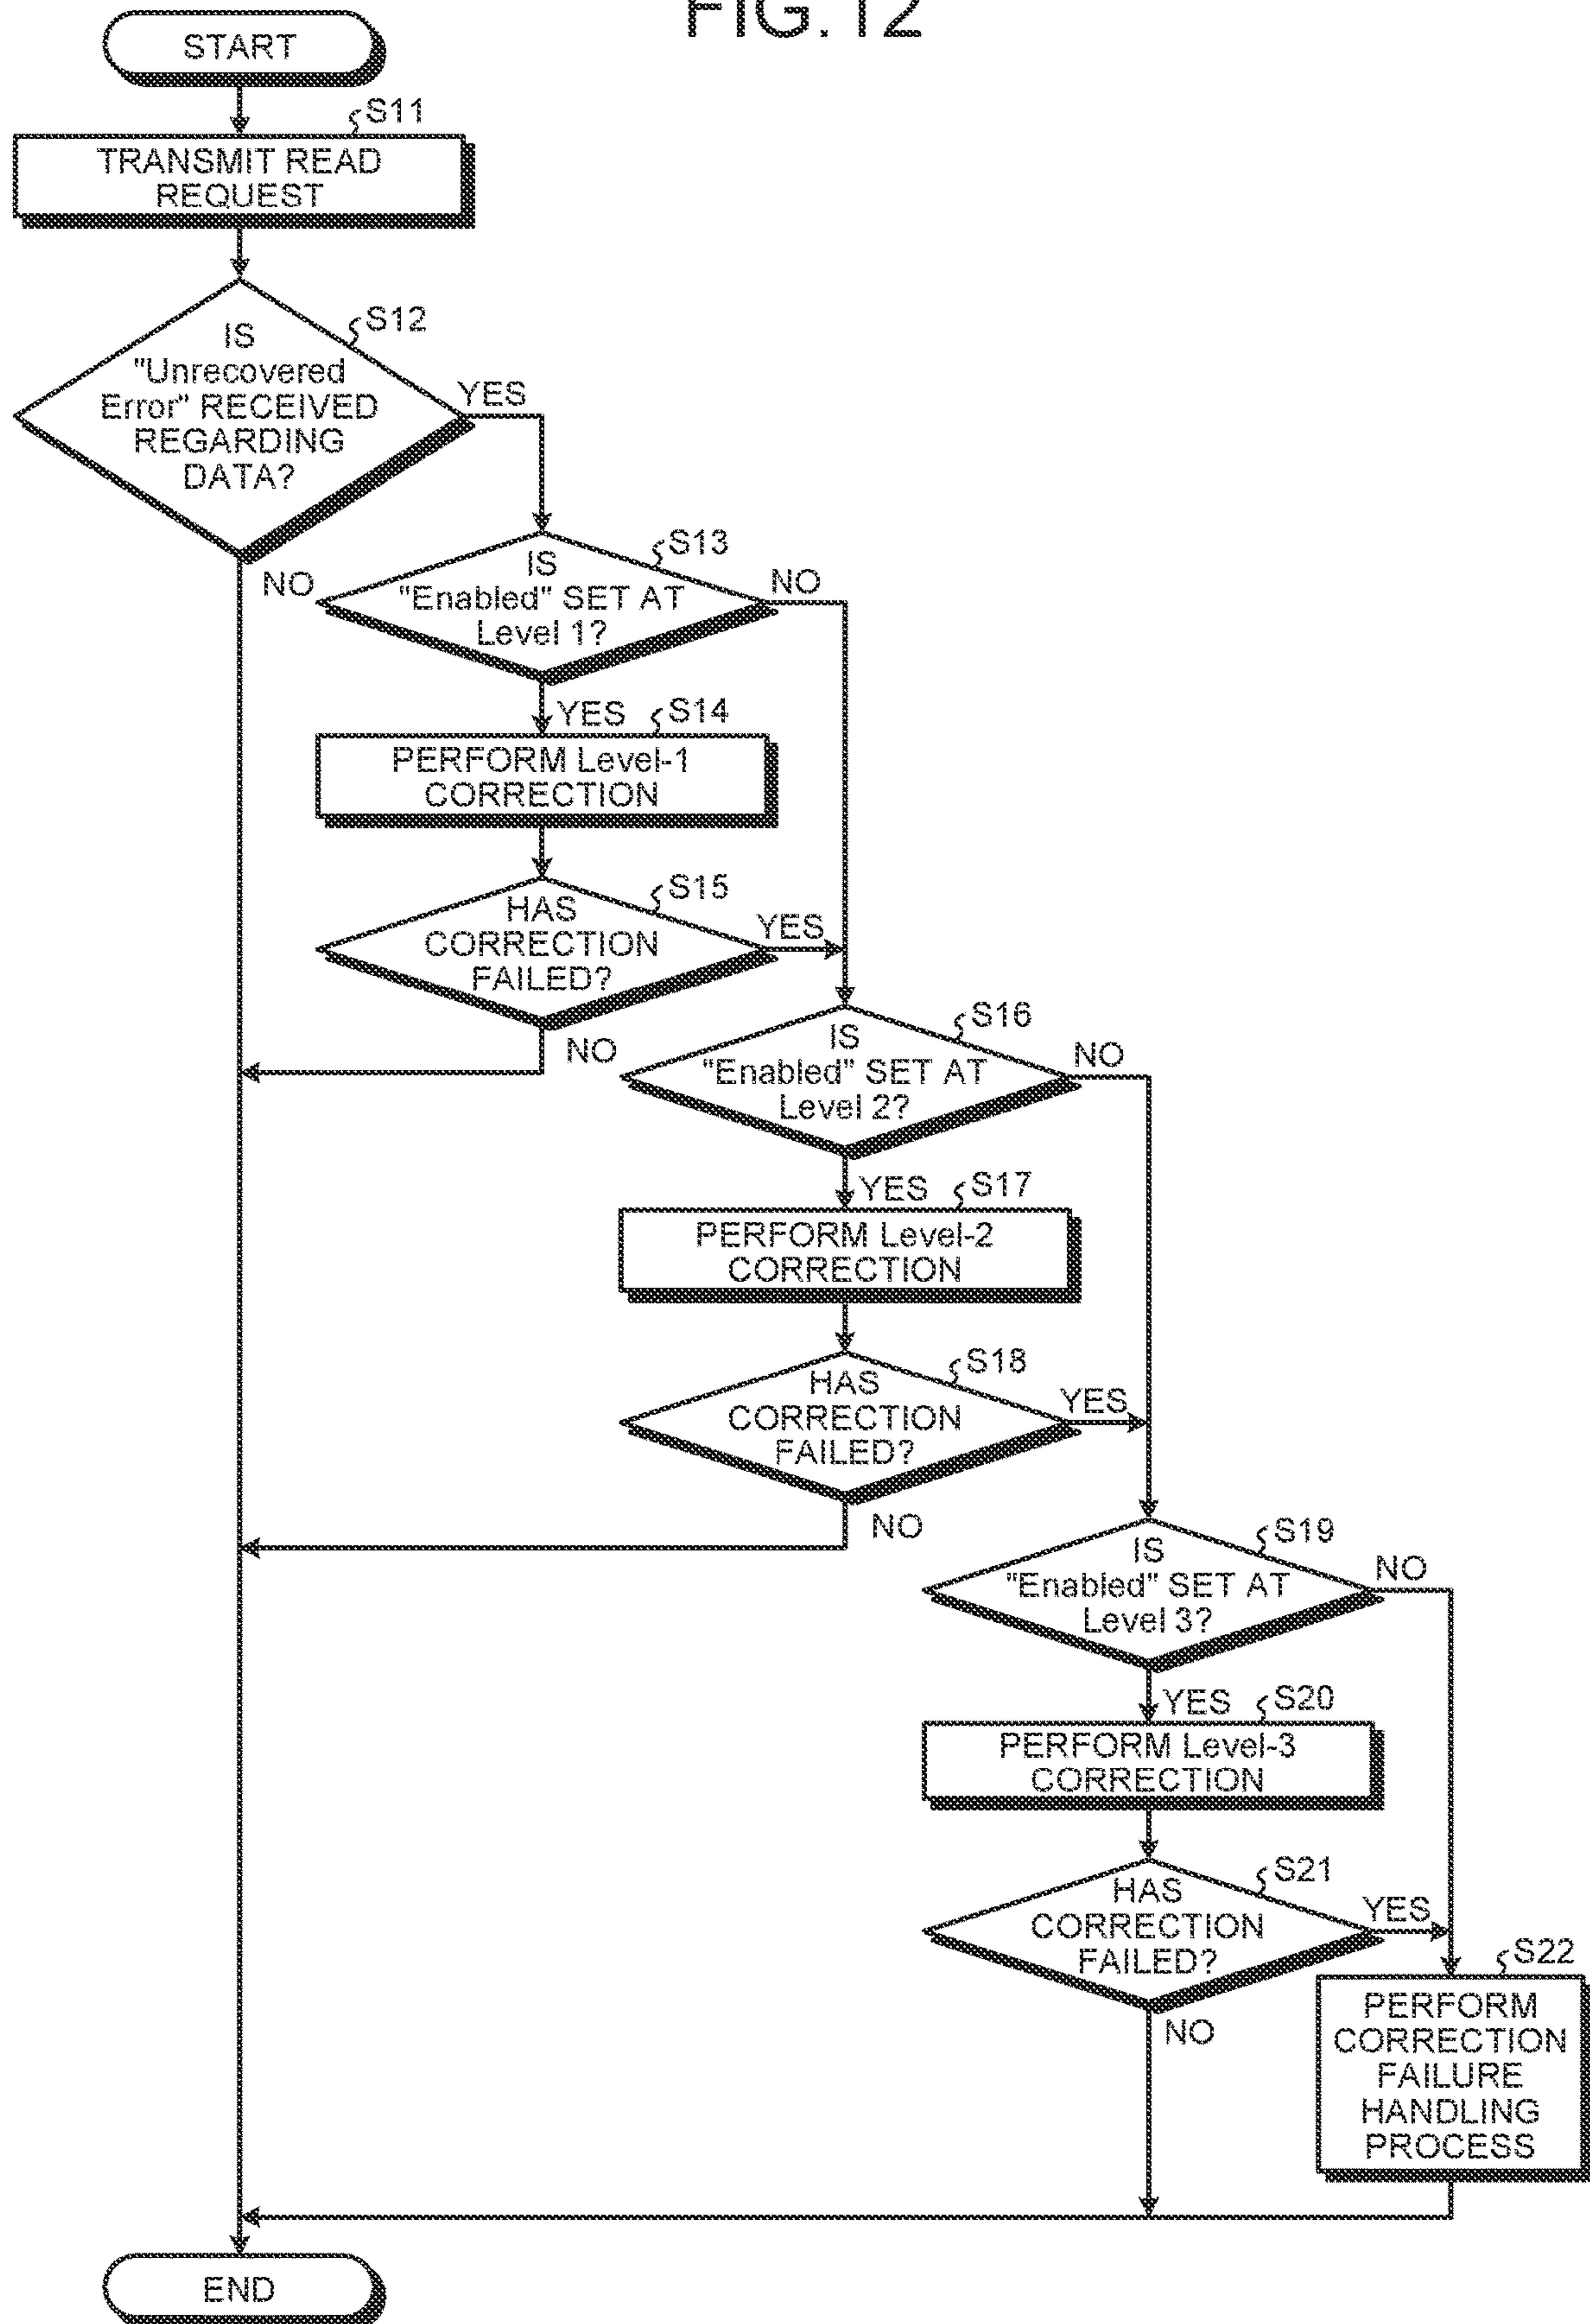 FIG. 12
START
S11
TRANSMIT READ
REQUEST
S12
IS
"Unrecovered
Error" RECEIVED
REGARDING
DATA?
YES
NO
S13
IS
"Enabled" SET AT
Level 1?
NO
YES
S14
PERFORM Level-1
CORRECTION
S15
HAS
CORRECTION
FAILED?
YES
NO
S16
IS
"Enabled" SET AT
Level 2?
NO
YES
S17
PERFORM Level-2
CORRECTION
S18
HAS
CORRECTION
FAILED?
YES
NO
S19
IS
"Enabled" SET AT
Level 3?
NO
YES
S20
PERFORM Level-3
CORRECTION
S21
HAS
CORRECTION
FAILED?
YES
NO
S22
PERFORM
CORRECTION
FAILURE
HANDLING
PROCESS
END